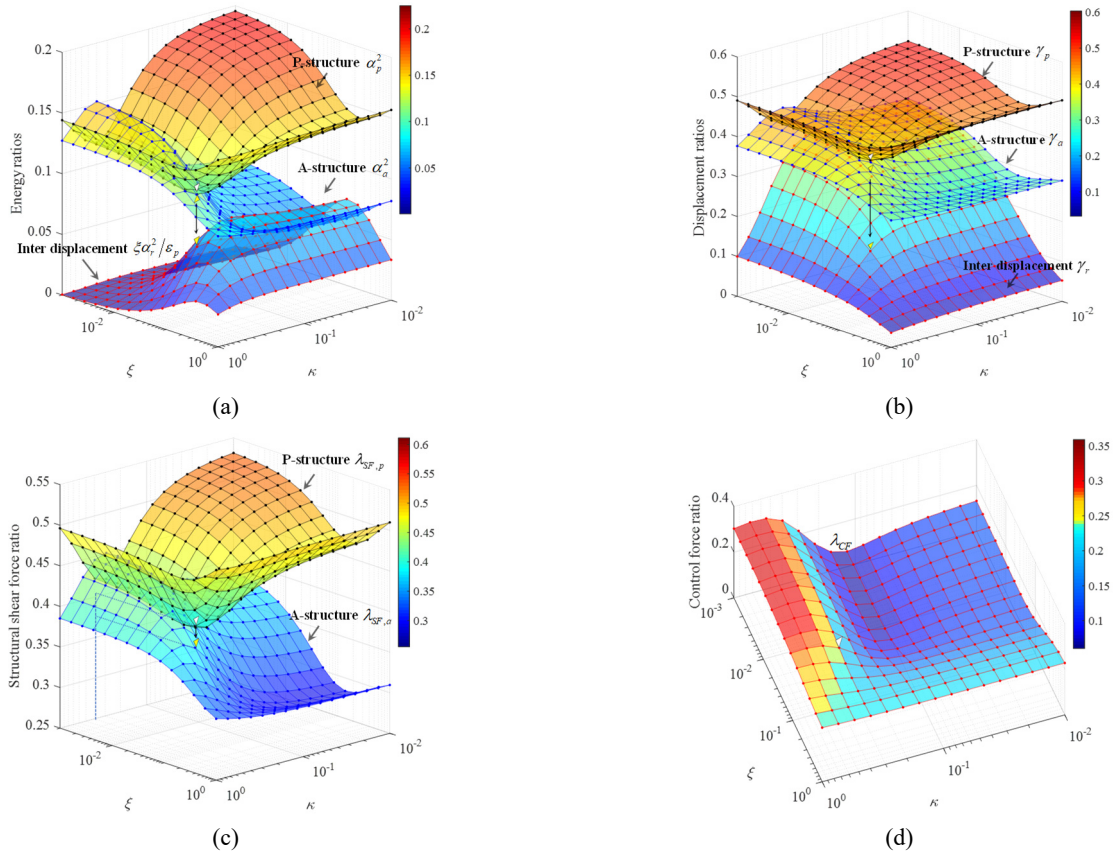 0.2
0.15
0.1
0.05
0
Energy ratios
P-structure α_p^2
A-structure α_a^2
Inter displacement ξα_r^2/ε_p
0.2
0.15
0.1
0.05
10^-2
10^0
ξ
10^0
10^-1
10^-2
κ
(a)
0.6
0.5
0.4
0.3
0.2
0.1
0
Displacement ratios
P-structure γ_p
A-structure γ_a
Inter-displacement γ_r
0.6
0.5
0.4
0.3
0.2
0.1
10^-2
10^0
ξ
10^0
10^-1
10^-2
κ
(b)
0.55
0.5
0.45
0.4
0.35
0.3
0.25
Structural shear force ratio
P-structure λ_SF,p
A-structure λ_SF,a
0.6
0.55
0.5
0.45
0.4
0.35
0.3
10^-2
10^0
ξ
10^0
10^-1
10^-2
κ
(c)
0.4
0.2
0
Control force ratio
λ_CF
0.35
0.30
0.25
0.20
0.15
0.1
10^-3
10^-2
10^-1
10^0
ξ
10^0
10^-1
10^-2
κ
(d)